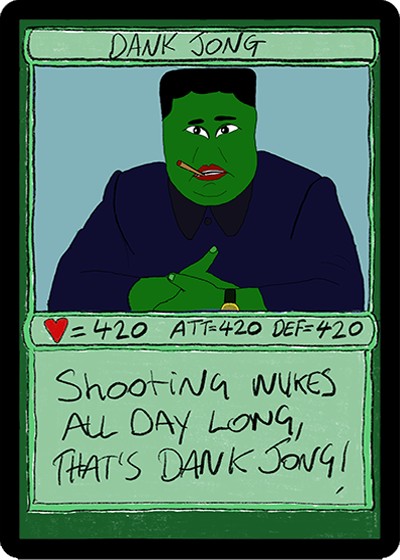 DANK JONG
= 420 ATT=420 DEF=420
Shooting NUKES
ALL DAY LONG,
THAT'S DANK JONG!